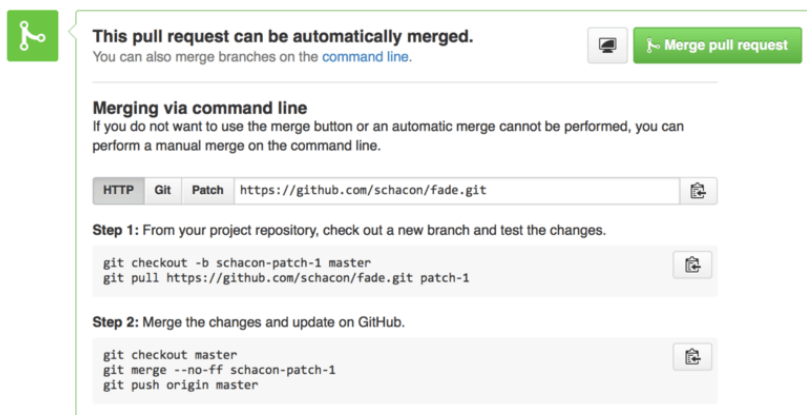 This pull request can be automatically merged.
You can also merge branches on the command line.
Merge pull request
Merging via command line
If you do not want to use the merge button or an automatic merge cannot be performed, you can
perform a manual merge on the command line.
HTTP Git Patch https://github.com/schacon/fade.git
Step 1: From your project repository, check out a new branch and test the changes.
git checkout -b schacon-patch-1 master
git pull https://github.com/schacon/fade.git patch-1
Step 2: Merge the changes and update on GitHub.
git checkout master
git merge --no-ff schacon-patch-1
git push origin master